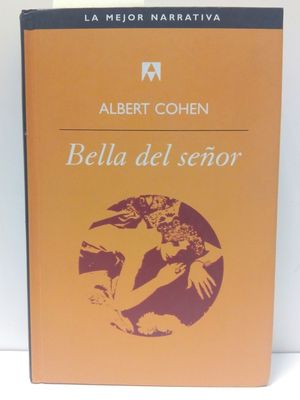 LA MEJOR NARRATIVA
ALBERT COHEN
Bella del señor